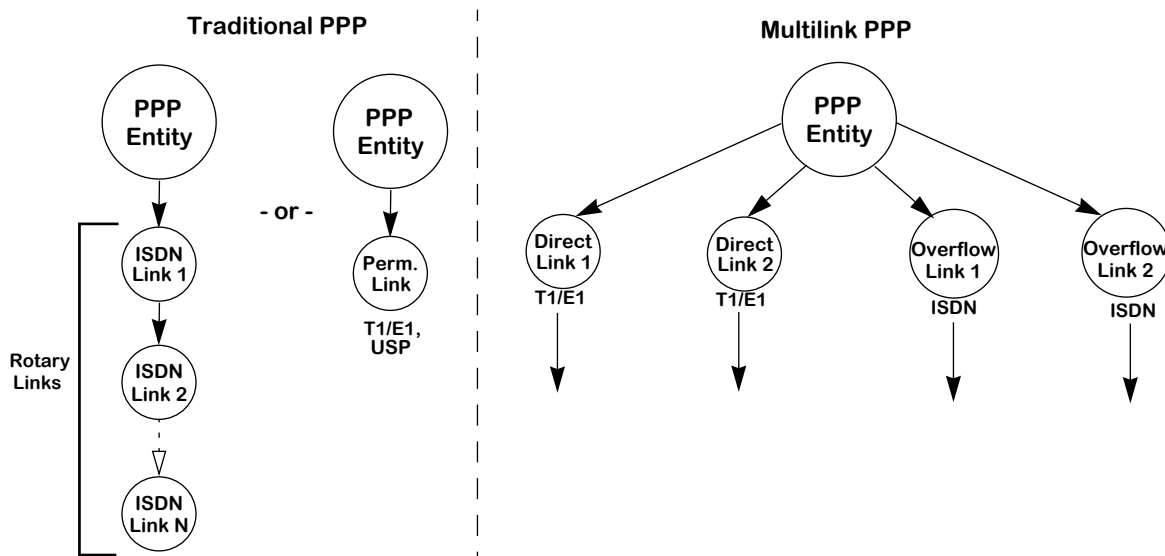 Traditional PPP
PPP
Entity
ISDN
Link 1
ISDN
Link 2
ISDN
Link N
Rotary
Links
- or -
PPP
Entity
Perm.
Link
T1/E1,
USP
Multilink PPP
PPP
Entity
Direct
Link 1
T1/E1
Direct
Link 2
T1/E1
Overflow
Link 1
ISDN
Overflow
Link 2
ISDN